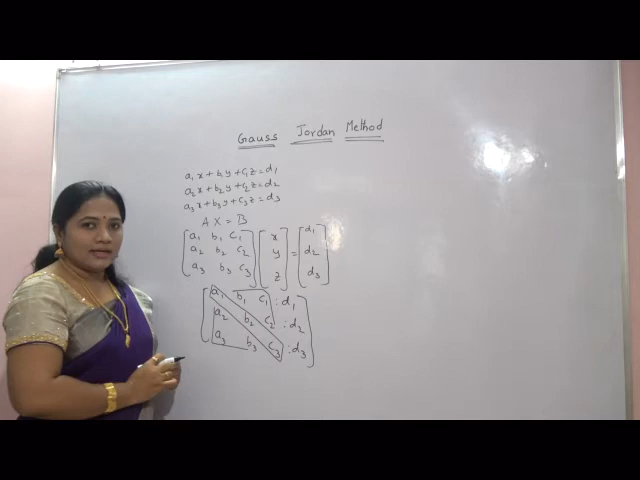 Gauss Jordan Method
a₁x + b₁y + c₁z = d₁
a₂x + b₂y + c₂z = d₂
a₃x + b₃y + c₃z = d₃
AX = B
[a₁ b₁ c₁] [x] = [d₁]
[a₂ b₂ c₂] [y] [d₂]
[a₃ b₃ c₃] [z] [d₃]
[a₁ b₁ c₁ : d₁]
[a₂ b₂ c₂ : d₂]
[a₃ b₃ c₃ : d₃]